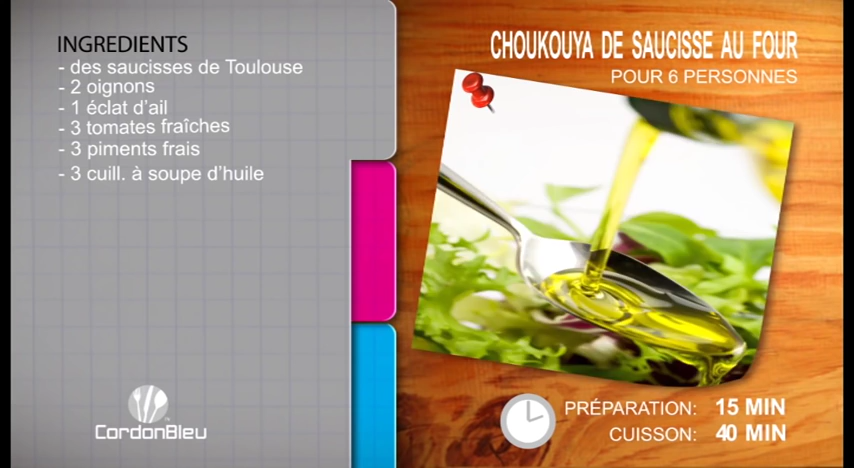 INGREDIENTS
- des saucisses de Toulouse
- 2 oignons
- 1 éclat d'ail
- 3 tomates fraîches
- 3 piments frais
- 3 cuill. à soupe d'huile
CordonBleu
CHOUKOUYA DE SAUCISSE AU FOUR
POUR 6 PERSONNES
PRÉPARATION: 15 MIN
CUISSON: 40 MIN